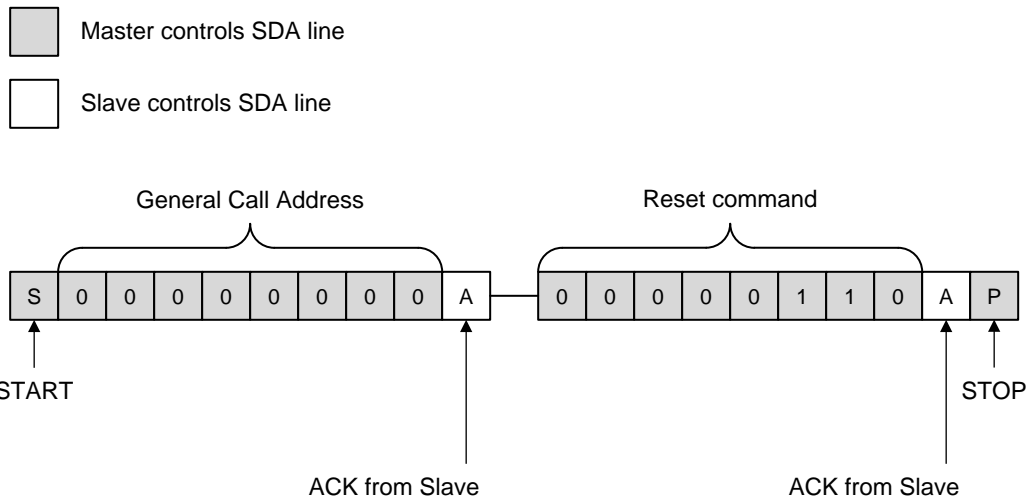 Master controls SDA line
Slave controls SDA line
General Call Address Reset command
S 0 0 0 0 0 0 0 0 A 0 0 0 0 0 1 1 0 A P
START STOP
ACK from Slave ACK from Slave